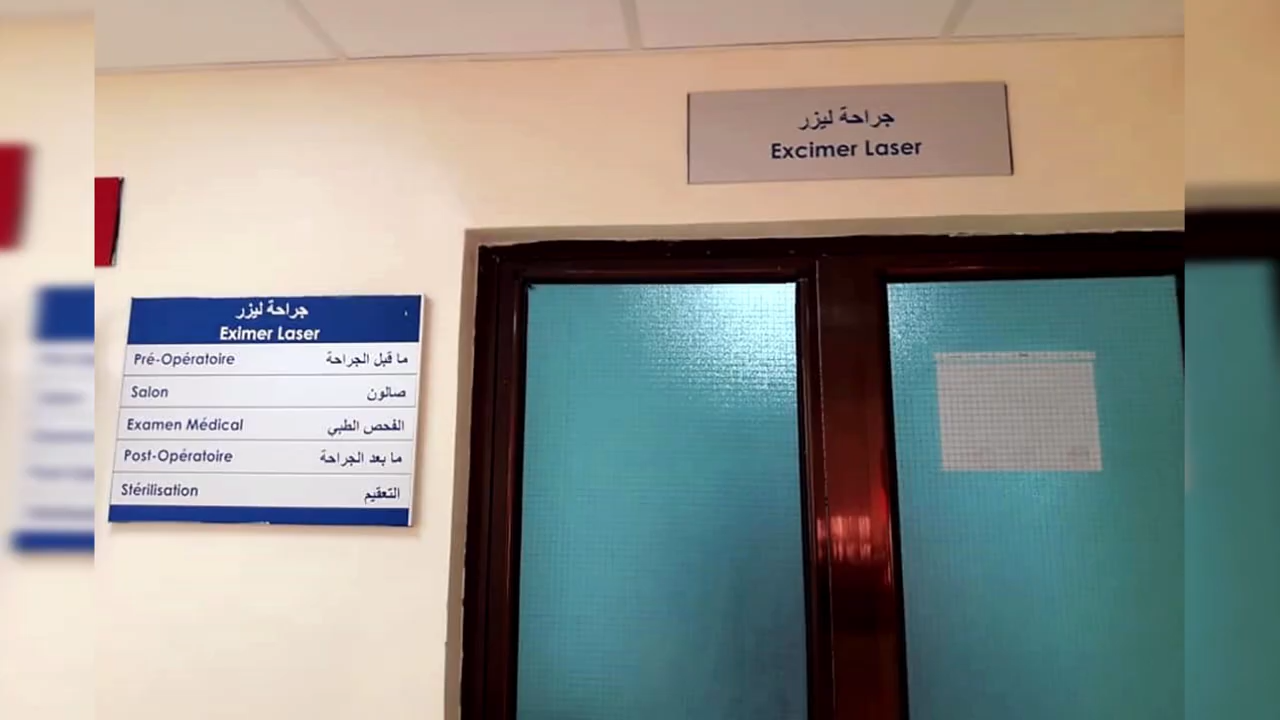 جراحة ليزر
Excimer Laser
جراحة ليزر
Eximer Laser
Pré-Opératoire ما قبل الجراحة
Salon صالون
Examen Médical الفحص الطبي
Post-Opératoire ما بعد الجراحة
Stérilisation التعقيم